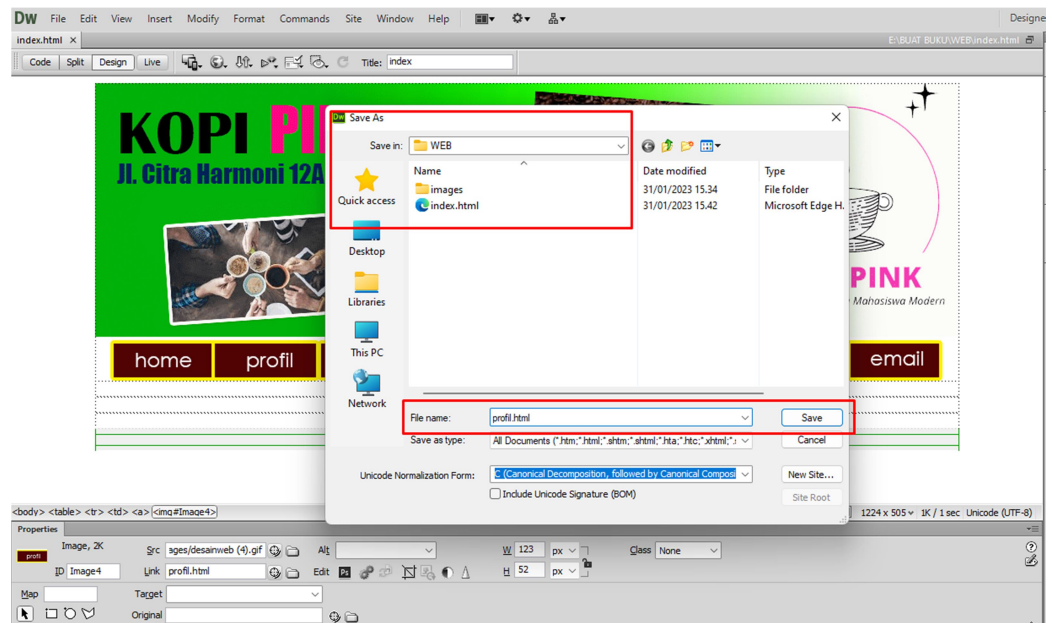 DW File Edit View Insert Modify Format Commands Site Window Help Designe
index.html × E:\BUAT BUKU\WEB\index.html
Code Split Design Live Title: index
KOPI
Jl. Citra Harmoni 12A
home profil
PINK
Mahasiswa Modern
email
Dw Save As
Save in: WEB
Name Date modified Type
images 31/01/2023 15.34 File folder
index.html 31/01/2023 15.42 Microsoft Edge H.
Quick access
Desktop
Libraries
This PC
Network
File name: profil.html Save
Save as type: All Documents (*.htm;*.html;*.shtm;*.shtml;*.hta;*.htc;*.xhtml;*.s Cancel
Unicode Normalization Form: C (Canonical Decomposition, followed by Canonical Composi New Site...
Include Unicode Signature (BOM) Site Root
<body> <table> <tr> <td> <a> <img#Image4> 1224 x 505 1K / 1 sec Unicode (UTF-8)
Properties
profil Image, 2K Src ages/desainweb (4).gif Alt W 123 px Class None
ID Image4 Link profil.html Edit Ps H 52 px
Map Target
Original